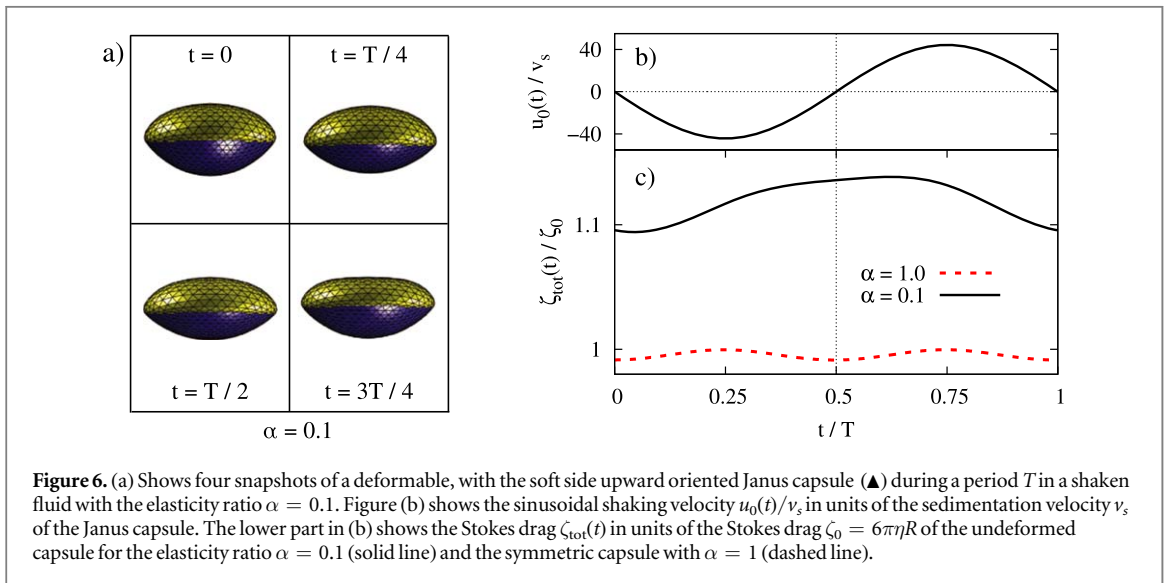 a)
t = 0
t = T / 4
t = T / 2
t = 3T / 4
α = 0.1
b)
u₀(t) / vₛ
40
0
−40
c)
ζₜₒₜ(t) / ζ₀
1.1
1
α = 1.0
α = 0.1
0
0.25
0.5
0.75
1
t / T
Figure 6. (a) Shows four snapshots of a deformable, with the soft side upward oriented Janus capsule (▲) during a period T in a shaken
fluid with the elasticity ratio α = 0.1. Figure (b) shows the sinusoidal shaking velocity u₀(t)/vₛ in units of the sedimentation velocity vₛ
of the Janus capsule. The lower part in (b) shows the Stokes drag ζₜₒₜ(t) in units of the Stokes drag ζ₀ = 6πηR of the undeformed
capsule for the elasticity ratio α = 0.1 (solid line) and the symmetric capsule with α = 1 (dashed line).